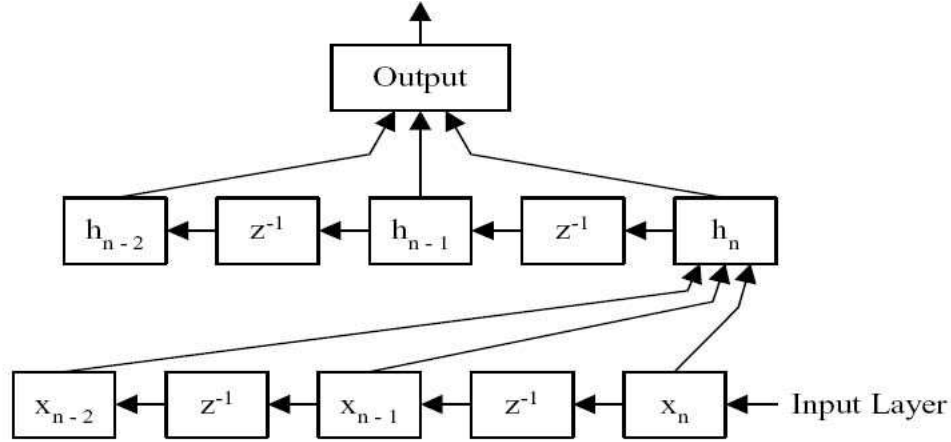 Output
h_{n - 2} z^{-1} h_{n - 1} z^{-1} h_n
x_{n - 2} z^{-1} x_{n - 1} z^{-1} x_n Input Layer